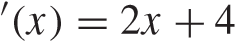 ′(x) = 2x + 4